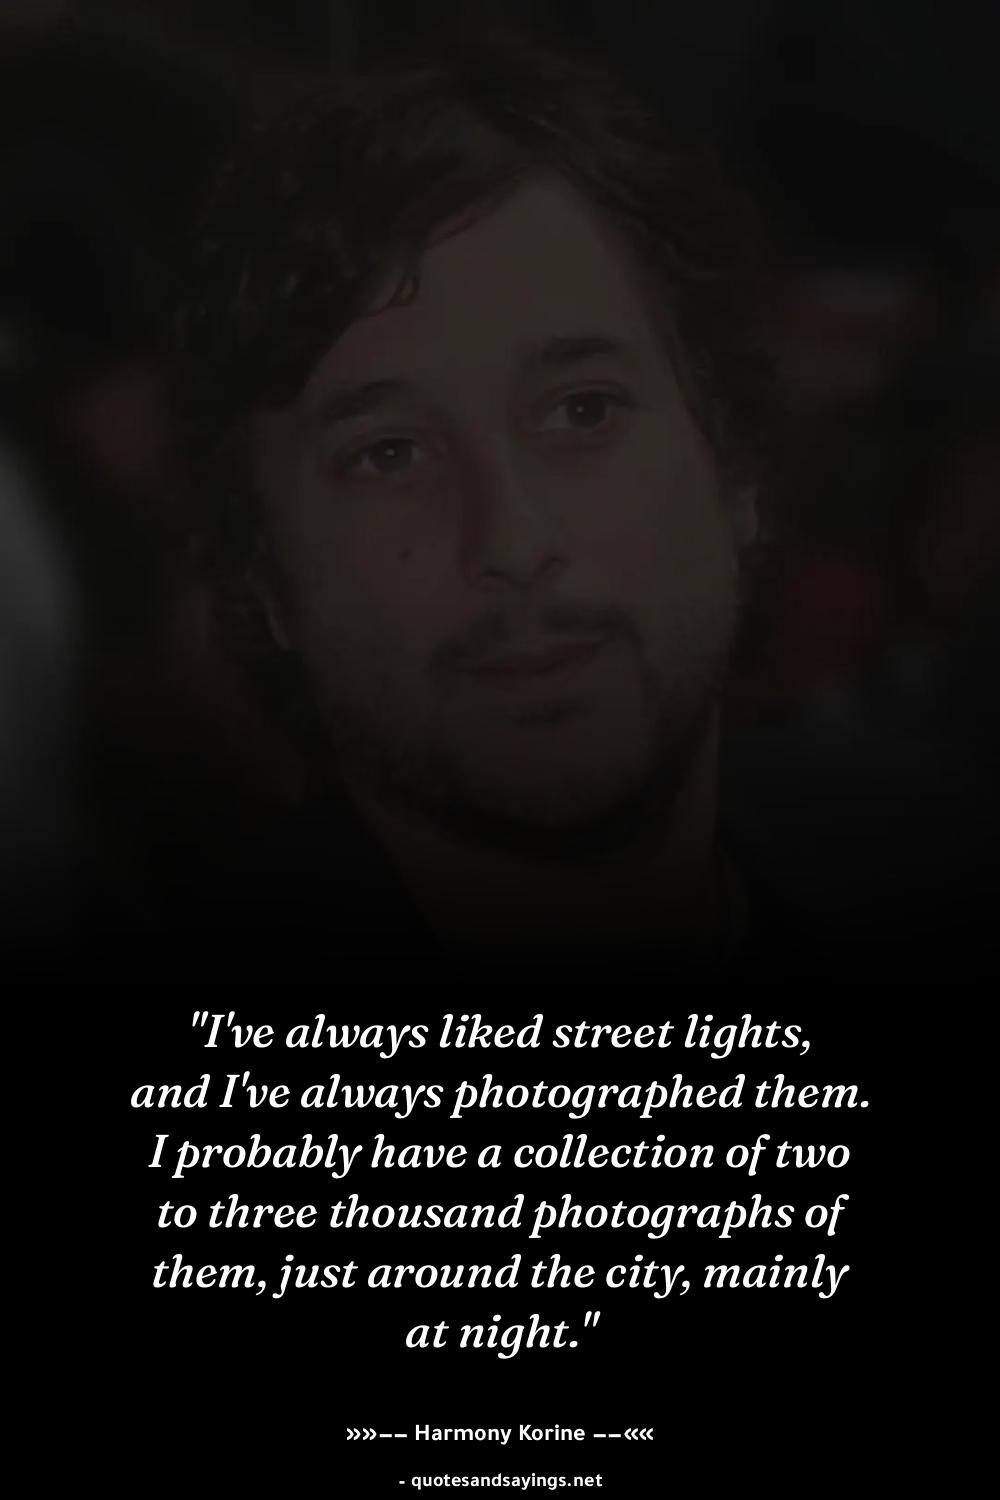 "I've always liked street lights,
and I've always photographed them.
I probably have a collection of two
to three thousand photographs of
them, just around the city, mainly
at night."
»»–– Harmony Korine ––««
- quotesandsayings.net